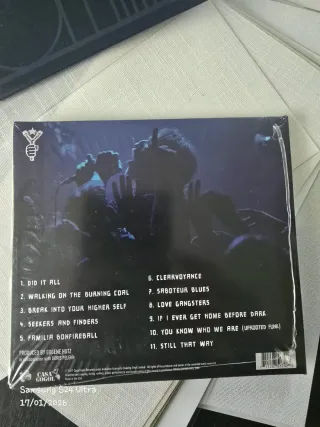 1. DID IT ALL
2. WALKING ON THE BURNING COAL
3. BREAK INTO YOUR HIGHER SELF
4. SEEKERS AND FINDERS
5. FAMILIA BONFIREBALL
6. CLEARVOYANCE
7. SABOTEUR BLUES
8. LOVE GANGSTERS
9. IF I EVER GET HOME BEFORE DARK
10. YOU KNOW WHO WE ARE (UPROOTED FUNK)
11. STILL THAT WAY
PRODUCED BY EUGENE HUTZ
CASA
GOGOL
Samsung S24 Ultra
17/01/2026